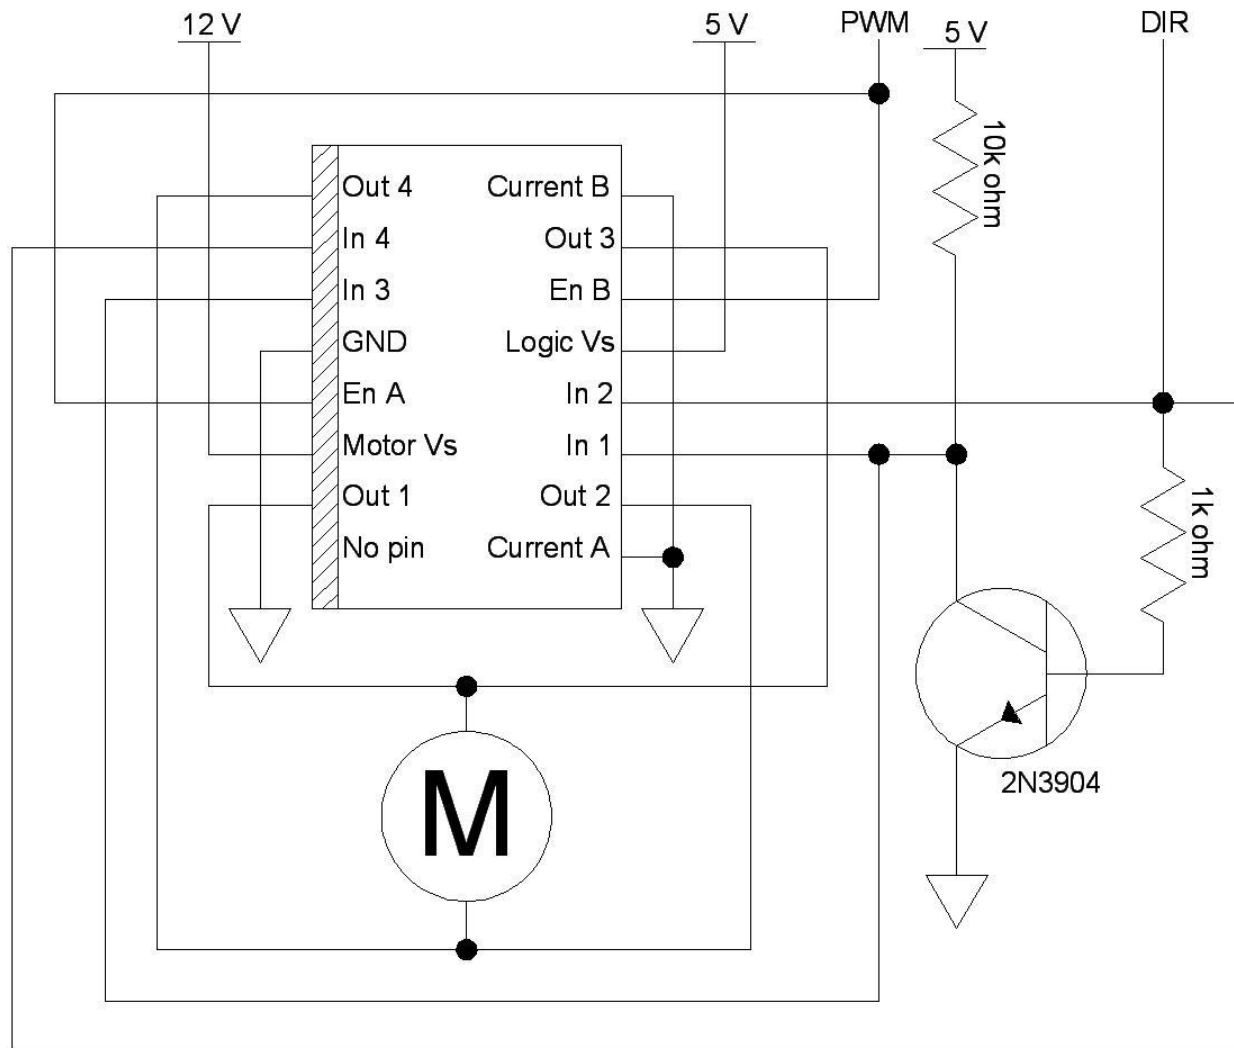 12 V
5 V
PWM
5 V
DIR
10k ohm
Out 4
Current B
In 4
Out 3
In 3
En B
GND
Logic Vs
En A
In 2
Motor Vs
In 1
Out 1
Out 2
No pin
Current A
1k ohm
M
2N3904